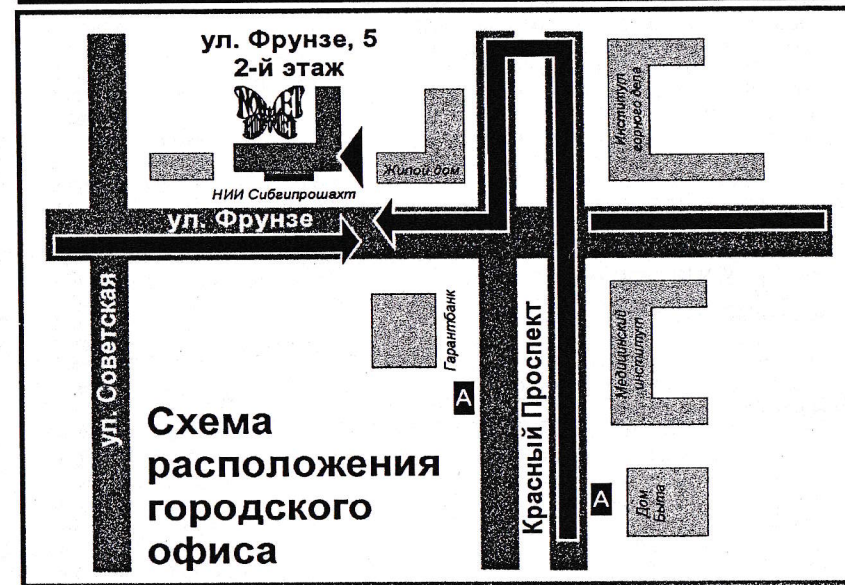 ул. Фрунзе, 5
2-й этаж
Институт
горного дела
Жилой дом
НИИ Сибгипрошахт
ул. Фрунзе
ул. Советская
Гарантбанк
А
Красный Проспект
Медицинский
институт
А
Дом
Быта
Схема
расположения
городского
офиса